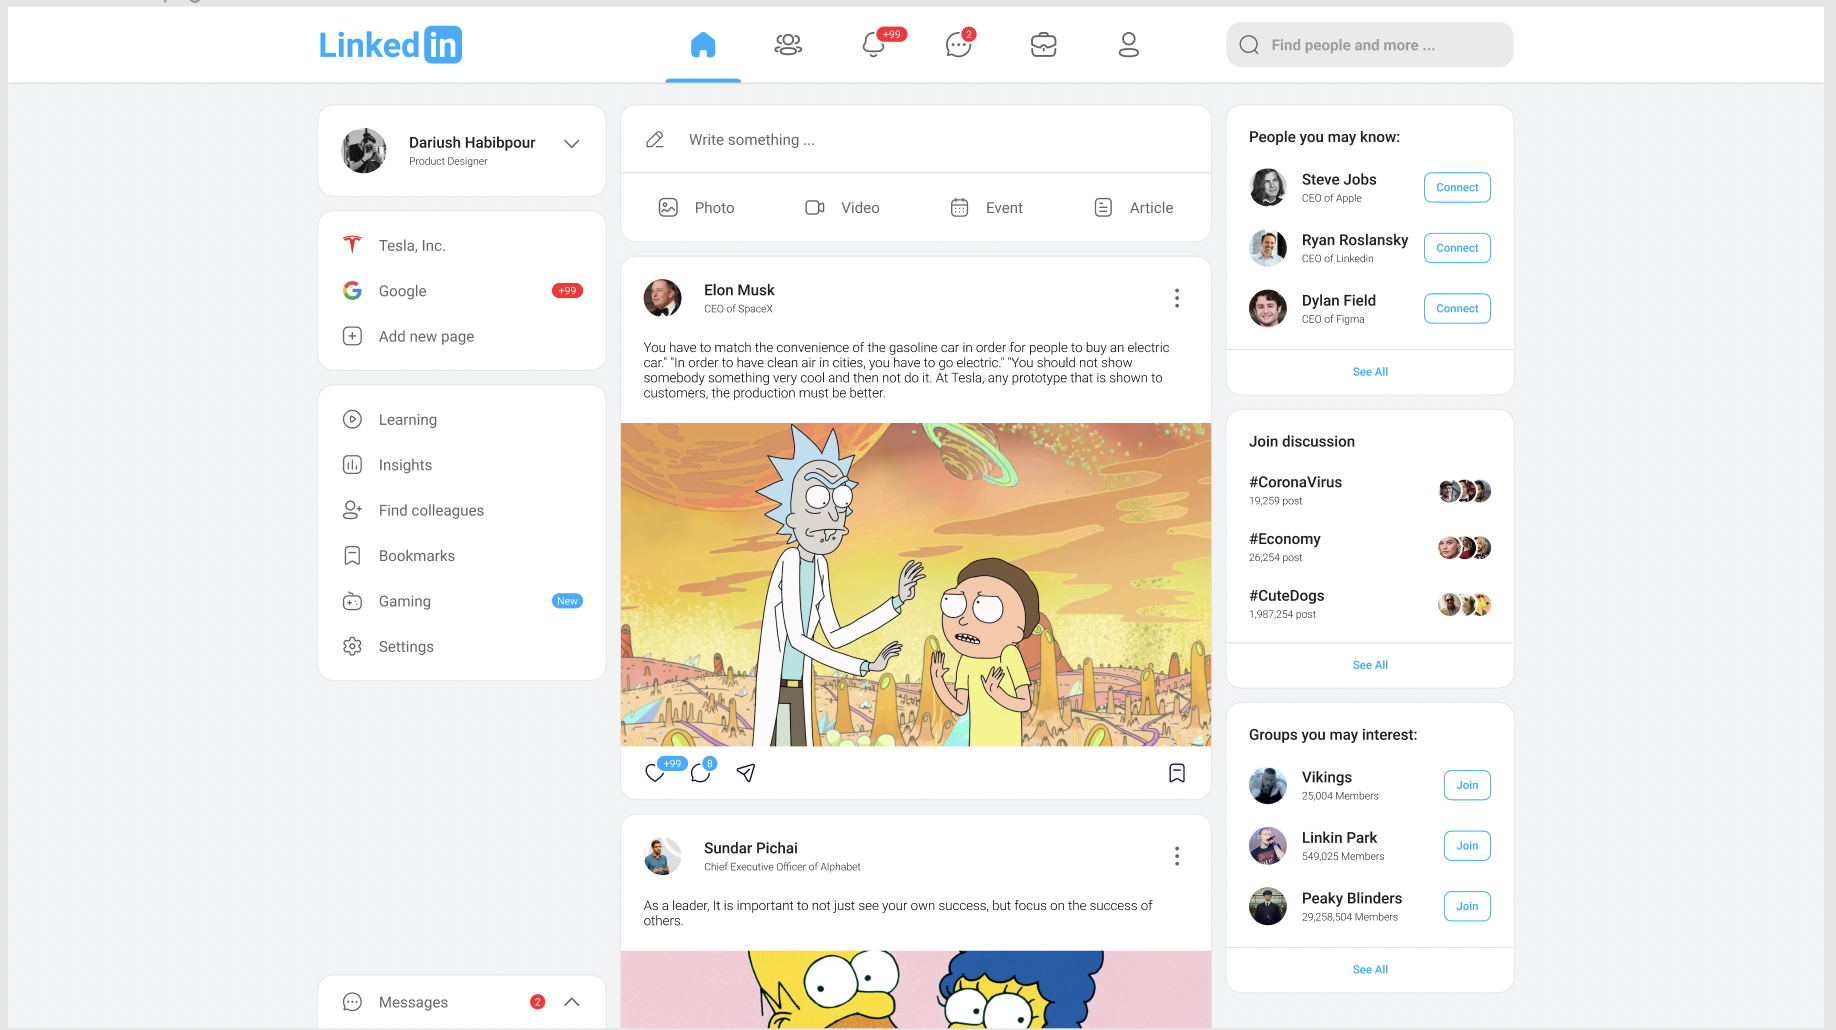 Linked in
+99
2
Find people and more ...
Dariush Habibpour
Product Designer
Tesla, Inc.
Google
+99
Add new page
Learning
Insights
Find colleagues
Bookmarks
Gaming
New
Settings
Messages
2
Write something ...
Photo
Video
Event
Article
Elon Musk
CEO of SpaceX
You have to match the convenience of the gasoline car in order for people to buy an electric
car." "In order to have clean air in cities, you have to go electric." "You should not show
somebody something very cool and then not do it. At Tesla, any prototype that is shown to
customers, the production must be better.
+99
8
Sundar Pichai
Chief Executive Officer of Alphabet
As a leader, It is important to not just see your own success, but focus on the success of
others.
People you may know:
Steve Jobs
CEO of Apple
Connect
Ryan Roslansky
CEO of Linkedin
Connect
Dylan Field
CEO of Figma
Connect
See All
Join discussion
#CoronaVirus
19,259 post
#Economy
26,254 post
#CuteDogs
1,987,254 post
See All
Groups you may interest:
Vikings
25,004 Members
Join
Linkin Park
549,025 Members
Join
Peaky Blinders
29,258,504 Members
Join
See All